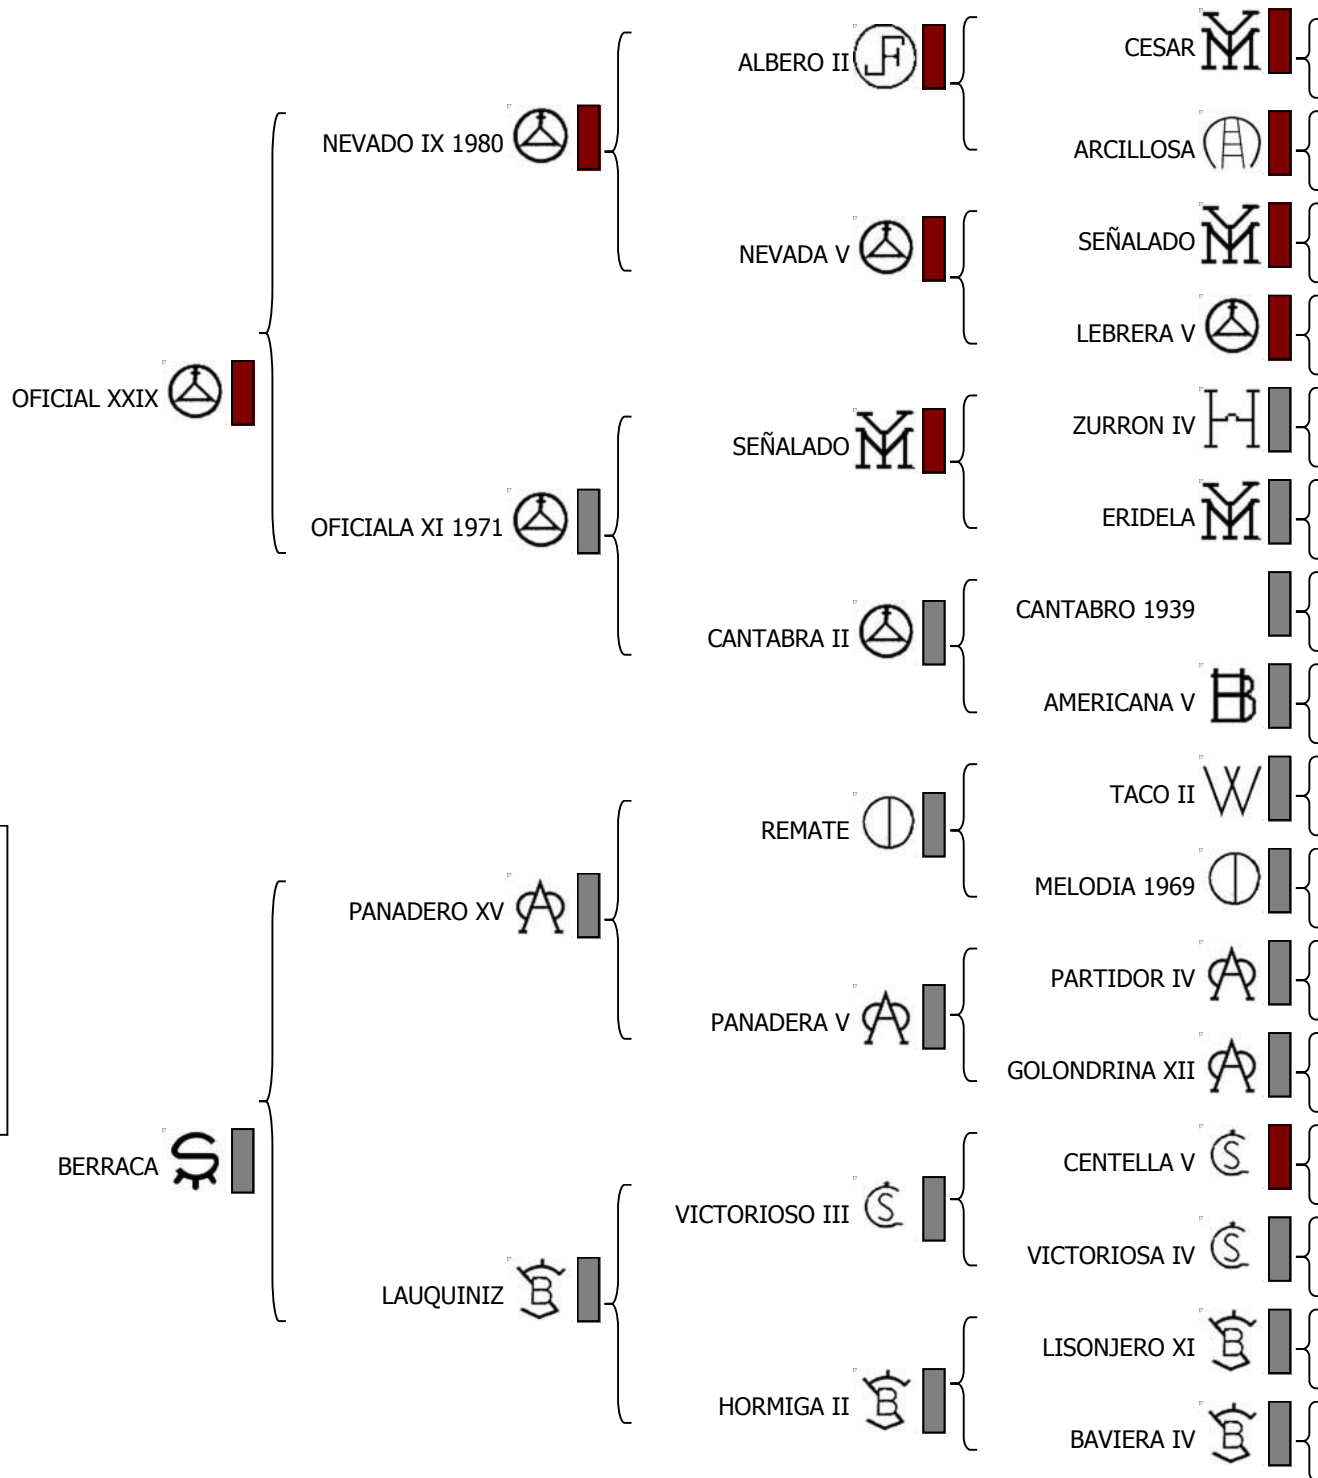 ALBERO II
CESAR
NEVADO IX 1980
ARCILLOSA
NEVADA V
SEÑALADO
LEBRERA V
OFICIAL XXIX
SEÑALADO
ZURRON IV
OFICIALA XI 1971
ERIDELA
CANTABRA II
CANTABRO 1939
AMERICANA V
REMATE
TACO II
PANADERO XV
MELODIA 1969
PANADERA V
PARTIDOR IV
GOLONDRINA XII
BERRACA
CENTELLA V
VICTORIOSO III
VICTORIOSA IV
LAUQUINIZ
LISONJERO XI
HORMIGA II
BAVIERA IV